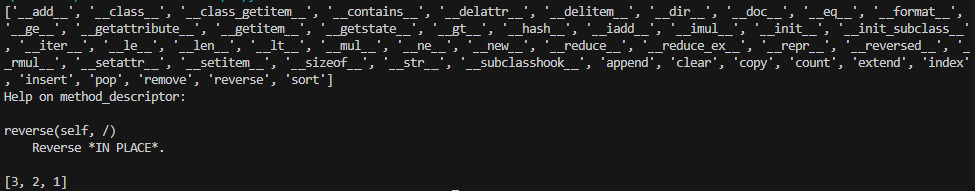 ['__add__', '__class__', '__class_getitem__', '__contains__', '__delattr__', '__delitem__', '__dir__', '__doc__', '__eq__', '__format__',
'__ge__', '__getattribute__', '__getitem__', '__getstate__', '__gt__', '__hash__', '__iadd__', '__imul__', '__init__', '__init_subclass__'
, '__iter__', '__le__', '__len__', '__lt__', '__mul__', '__ne__', '__new__', '__reduce__', '__reduce_ex__', '__repr__', '__reversed__', '_
_rmul__', '__setattr__', '__setitem__', '__sizeof__', '__str__', '__subclasshook__', 'append', 'clear', 'copy', 'count', 'extend', 'index'
, 'insert', 'pop', 'remove', 'reverse', 'sort']
Help on method_descriptor:
reverse(self, /)
Reverse *IN PLACE*.
[3, 2, 1]